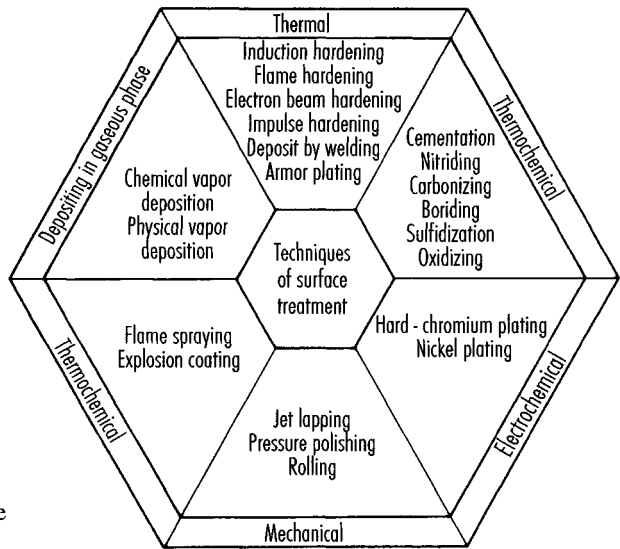 Thermal
Induction hardening
Flame hardening
Electron beam hardening
Impulse hardening
Deposit by welding
Armor plating
Depositing in gaseous phase
Chemical vapor
deposition
Physical vapor
deposition
Thermochemical
Cementation
Nitriding
Carbonizing
Boriding
Sulfidization
Oxidizing
Techniques
of surface
treatment
Thermochemical
Flame spraying
Explosion coating
Hard - chromium plating
Nickel plating
Electrochemical
Jet lapping
Pressure polishing
Rolling
Mechanical
e